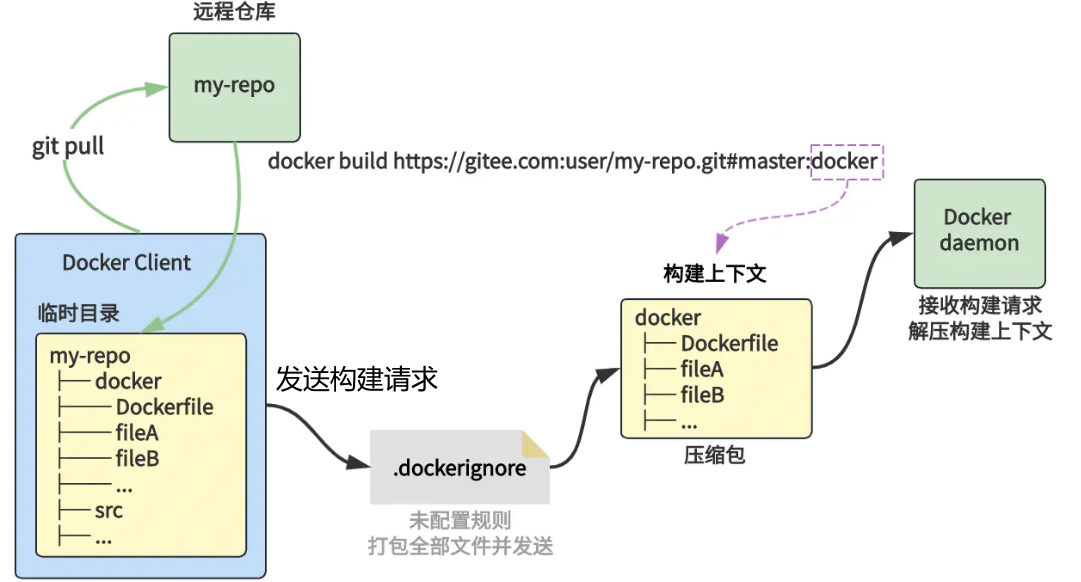 远程仓库
my-repo
git pull
docker build https://gitee.com:user/my-repo.git#master:docker
Docker Client
临时目录
my-repo
docker
Dockerfile
fileA
fileB
...
src
...
发送构建请求
.dockerignore
未配置规则
打包全部文件并发送
构建上下文
docker
Dockerfile
fileA
fileB
...
压缩包
Docker
daemon
接收构建请求
解压构建上下文